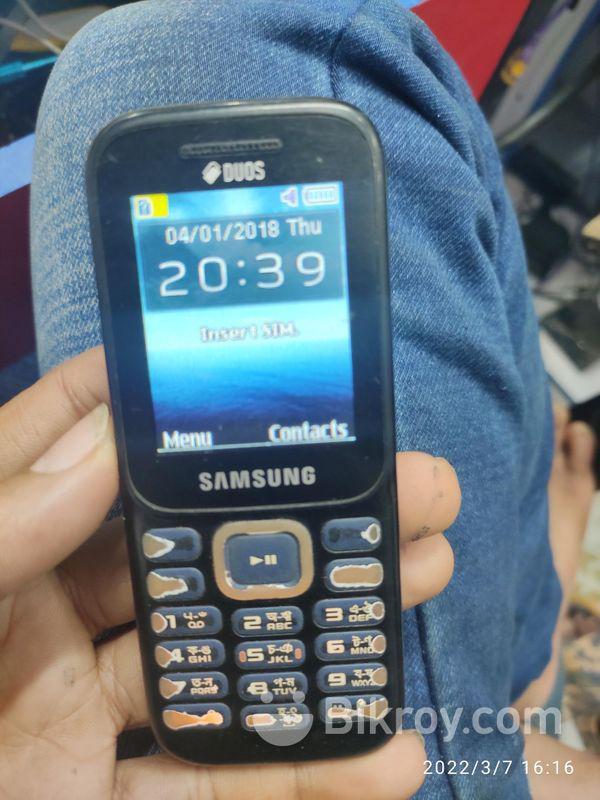 DUOS
04/01/2018 Thu
20:39
Insert SIM.
Menu Contacts
SAMSUNG
1
2 ABC
3 DEF
4 GHI
5 JKL
6 MNO
PQRS
8 TUV
9 WXYZ
Bikroy.com
2022/3/7 16:16